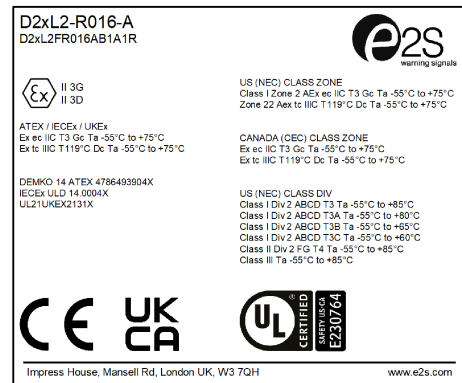 D2xL2-R016-A
D2xL2FR016AB1A1R
e2S
warning signals
Ex
II 3G
II 3D
ATEX / IECEx / UKEx
Ex ec IIC T3 Gc Ta -55°C to +75°C
Ex tc IIIC T119°C Dc Ta -55°C to +75°C
DEMKO 14 ATEX 4786493904X
IECEx ULD 14.0004X
UL21UKEX2131X
US (NEC) CLASS ZONE
Class I Zone 2 AEx ec IIC T3 Gc Ta -55°C to +75°C
Zone 22 Aex tc IIIC T119°C Dc Ta -55°C to +75°C
CANADA (CEC) CLASS ZONE
Ex ec IIC T3 Gc Ta -55°C to +75°C
Ex tc IIIC T119°C Dc Ta -55°C to +75°C
US (NEC) CLASS DIV
Class I Div 2 ABCD T3 Ta -55°C to +85°C
Class I Div 2 ABCD T3A Ta -55°C to +80°C
Class I Div 2 ABCD T3B Ta -55°C to +65°C
Class I Div 2 ABCD T3C Ta -55°C to +60°C
Class II Div 2 FG T4 Ta -55°C to +85°C
Class III Ta -55°C to +85°C
CE
UK
CA
UL
®
CERTIFIED
SAFETY US-CA
E230764
Impress House, Mansell Rd, London UK, W3 7QH
www.e2s.com